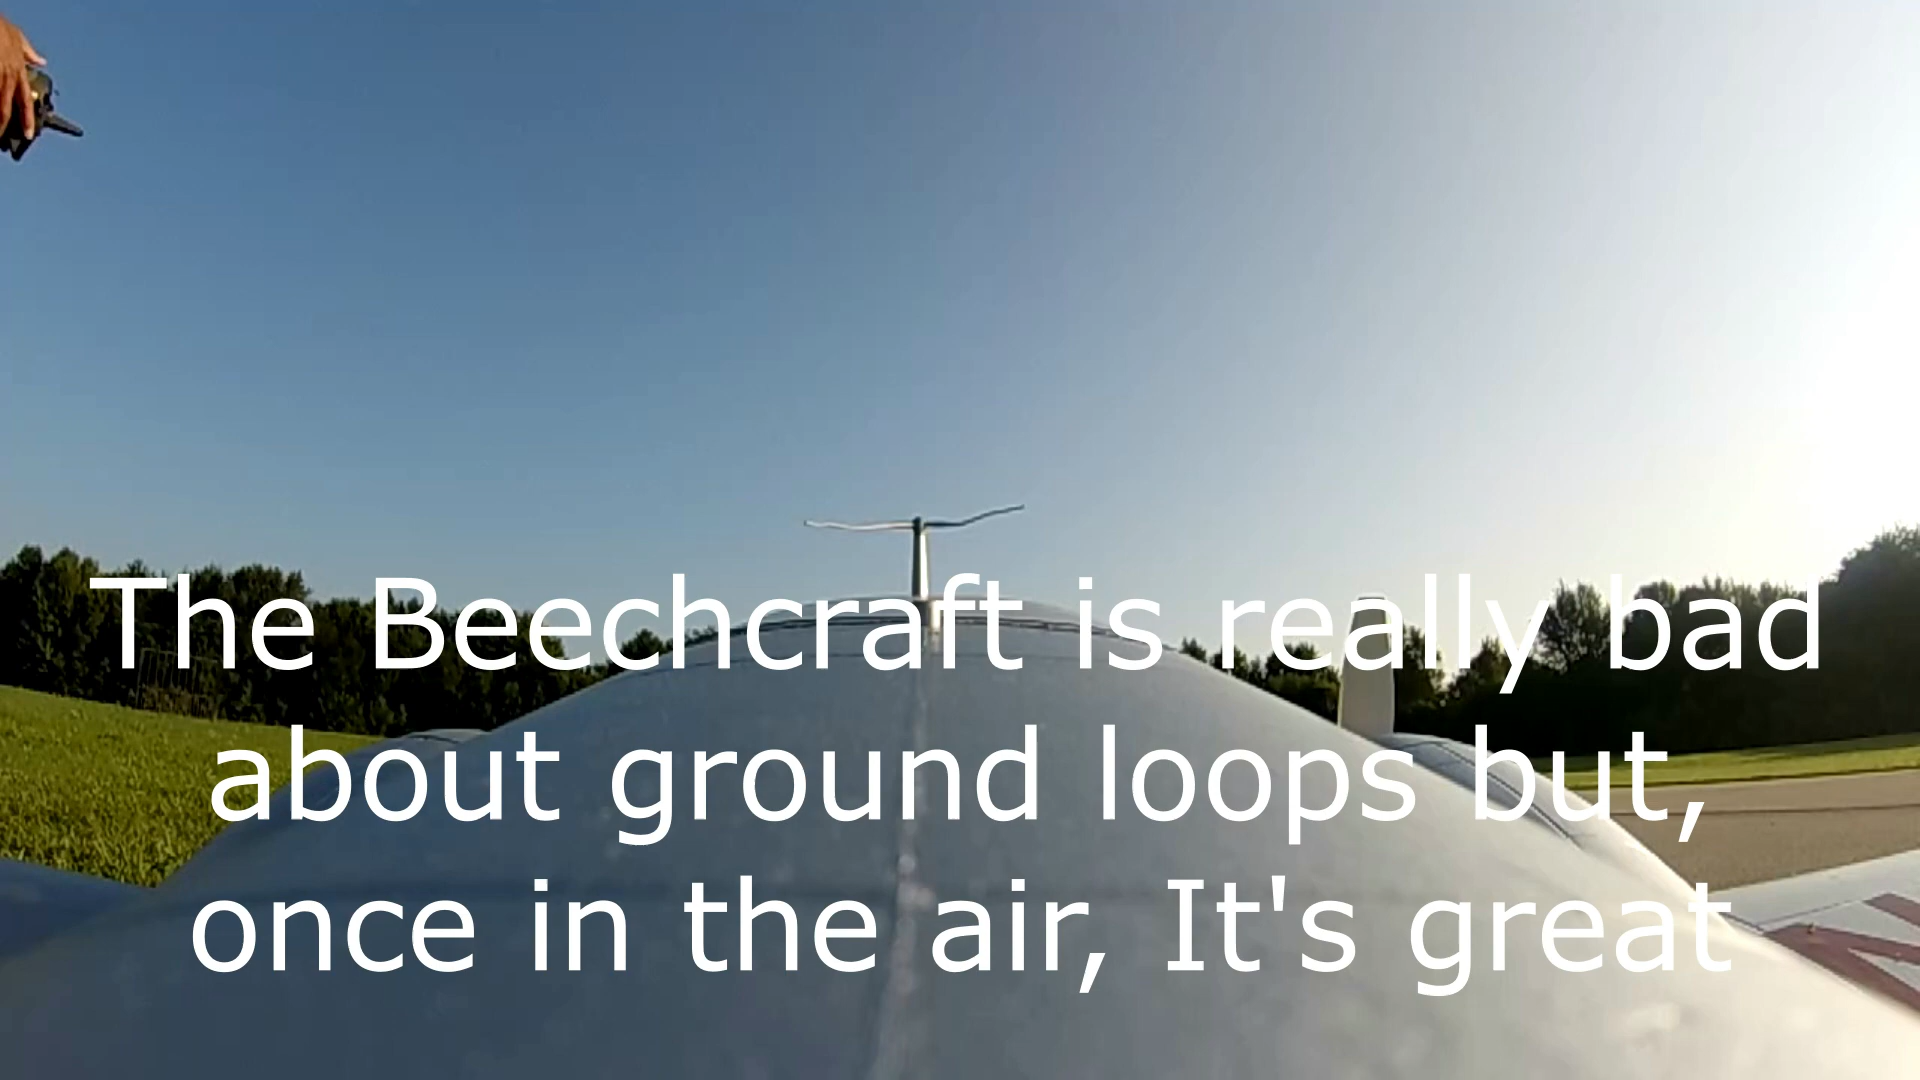 The Beechcraft is really bad
about ground loops but,
once in the air, It's great